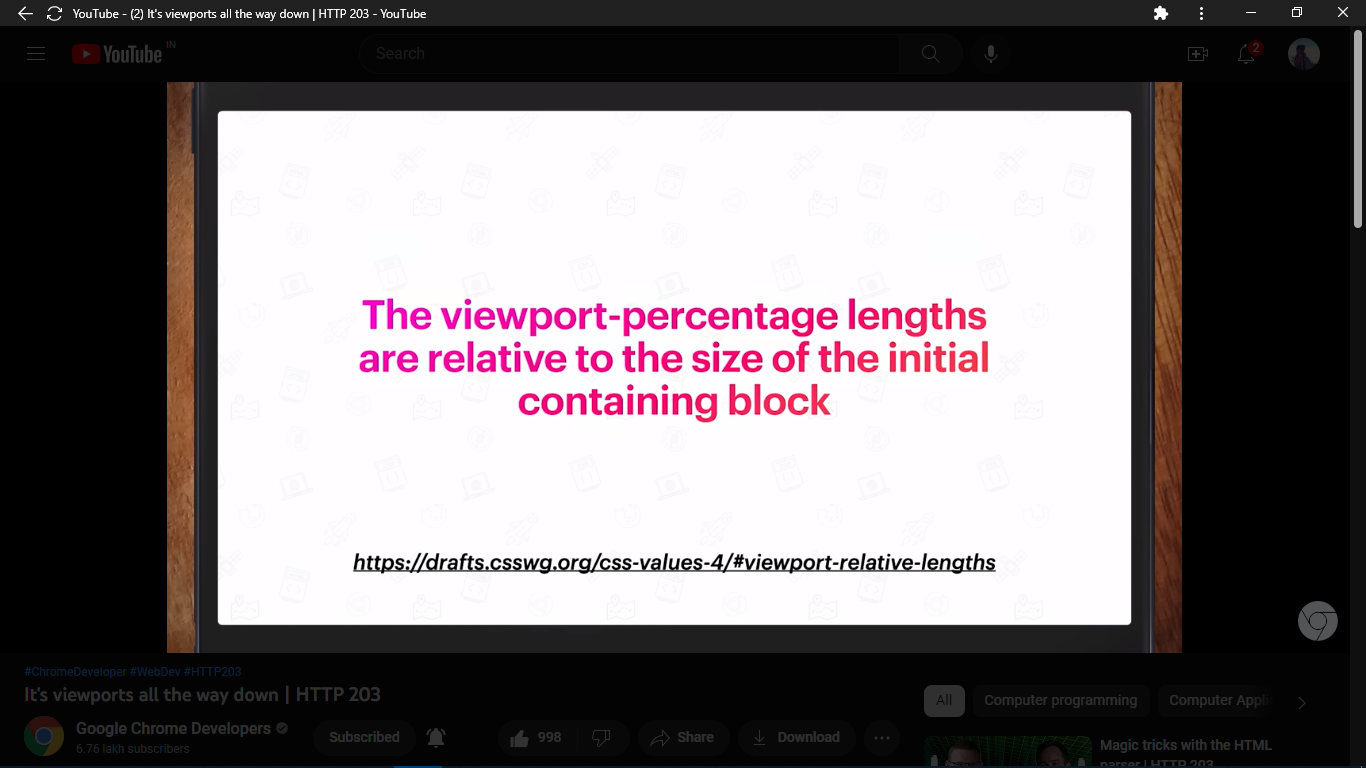 YouTube - (2) It's viewports all the way down | HTTP 203 - YouTube
YouTube IN
Search
2
The viewport-percentage lengths
are relative to the size of the initial
containing block
https://drafts.csswg.org/css-values-4/#viewport-relative-lengths
#ChromeDeveloper #WebDev #HTTP203
It's viewports all the way down | HTTP 203
Google Chrome Developers
6.76 lakh subscribers
Subscribed
998
Share
Download
All
Computer programming
Computer
Magic tricks with the HTML
parser | HTTP 203